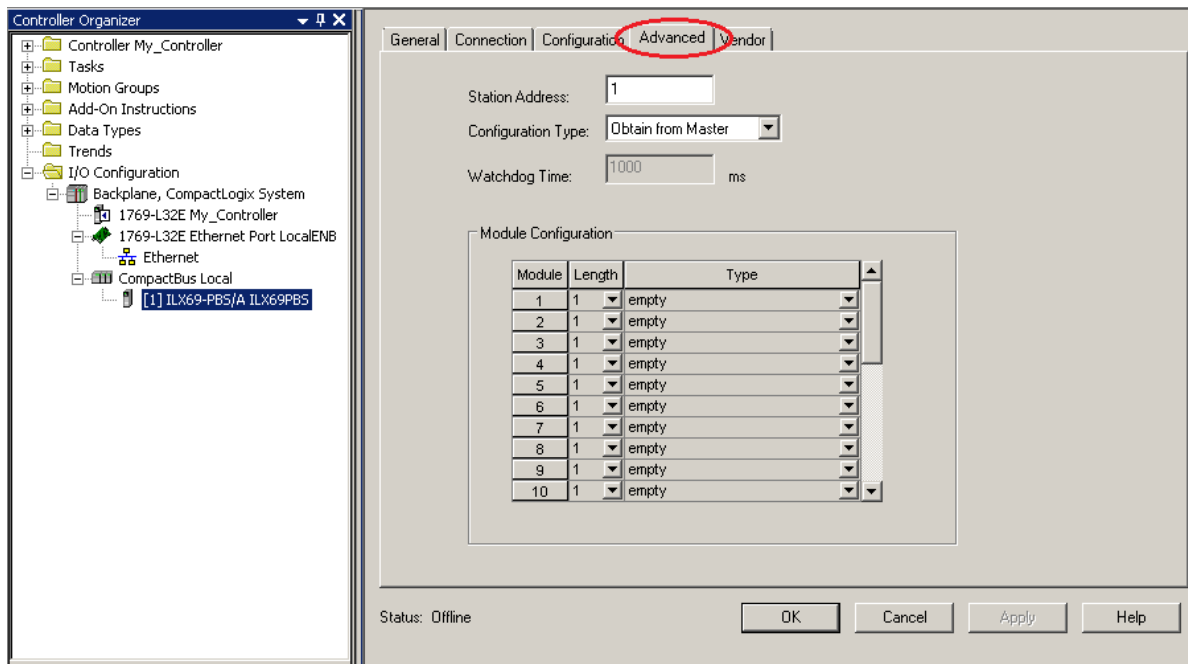 Controller Organizer
Controller My_Controller
Tasks
Motion Groups
Add-On Instructions
Data Types
Trends
I/O Configuration
Backplane, CompactLogix System
1769-L32E My_Controller
1769-L32E Ethernet Port LocalENB
Ethernet
CompactBus Local
[1] ILX69-PBS/A ILX69PBS
General Connection Configuration Advanced Vendor
Station Address: 1
Configuration Type: Obtain from Master
Watchdog Time: 1000 ms
Module Configuration
Module Length Type
1 1 empty
2 1 empty
3 1 empty
4 1 empty
5 1 empty
6 1 empty
7 1 empty
8 1 empty
9 1 empty
10 1 empty
Status: Offline OK Cancel Apply Help